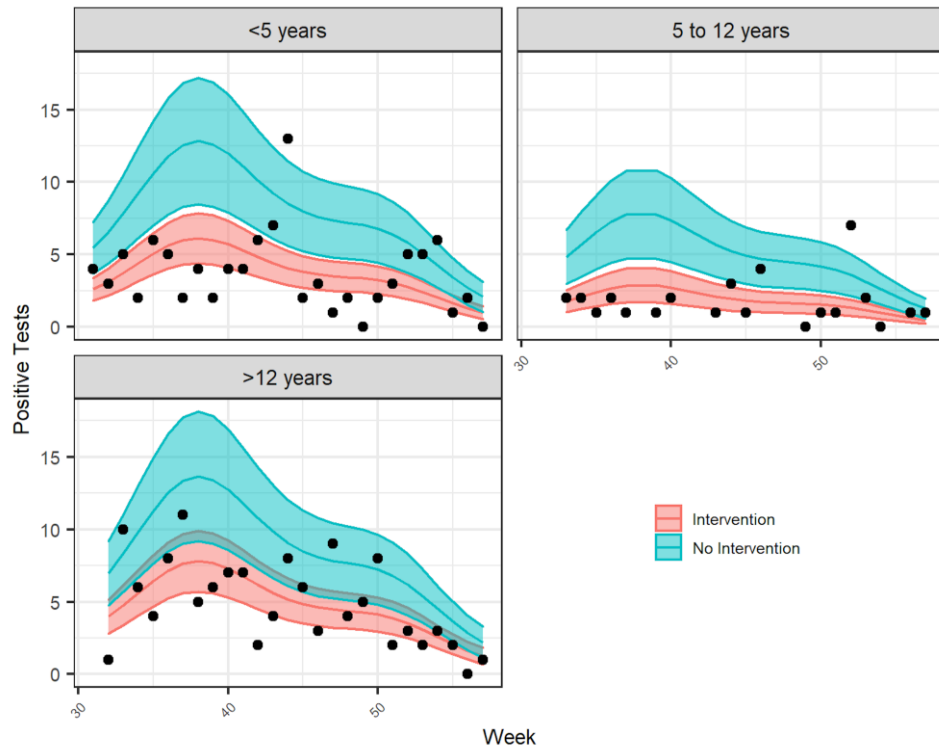 <5 years
5 to 12 years
15
10
5
0
30
40
50
>12 years
15
10
5
0
30
40
50
Positive Tests
Week
Intervention
No Intervention